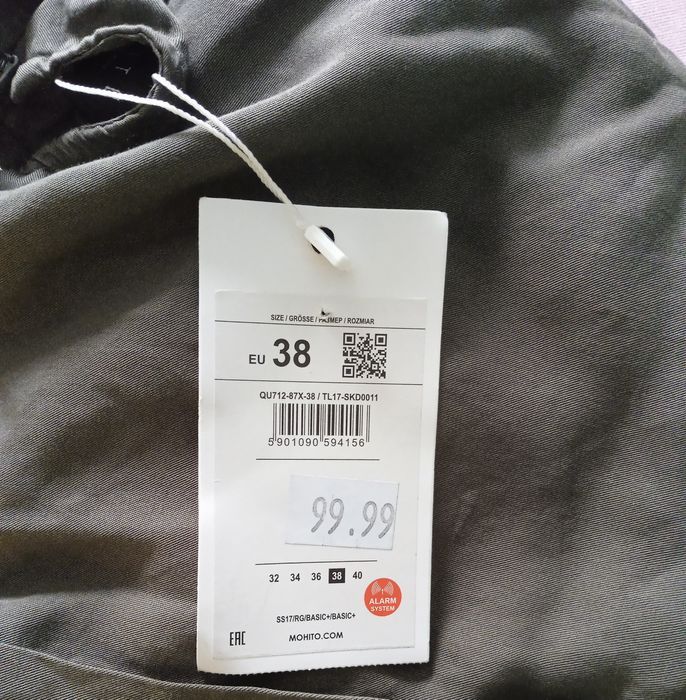 SIZE / GRÖSSE / РАЗМЕР / ROZMIAR
EU 38
QU712-87X-38 / TL17-SKD0011
5901090 594156
99.99
32 34 36 38 40
ALARM
SYSTEM
SS17/RG/BASIC+/BASIC+
EAC
MOHITO.COM